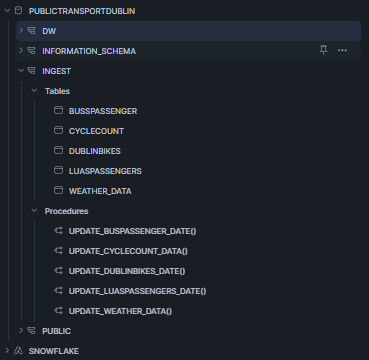 PUBLICTRANSPORTDUBLIN
DW
INFORMATION_SCHEMA
INGEST
Tables
BUSSPASSENGER
CYCLECOUNT
DUBLINBIKES
LUASPASSENGERS
WEATHER_DATA
Procedures
UPDATE_BUSPASSENGER_DATE()
UPDATE_CYCLECOUNT_DATA()
UPDATE_DUBLINBIKES_DATE()
UPDATE_LUASPASSENGERS_DATE()
UPDATE_WEATHER_DATA()
PUBLIC
SNOWFLAKE